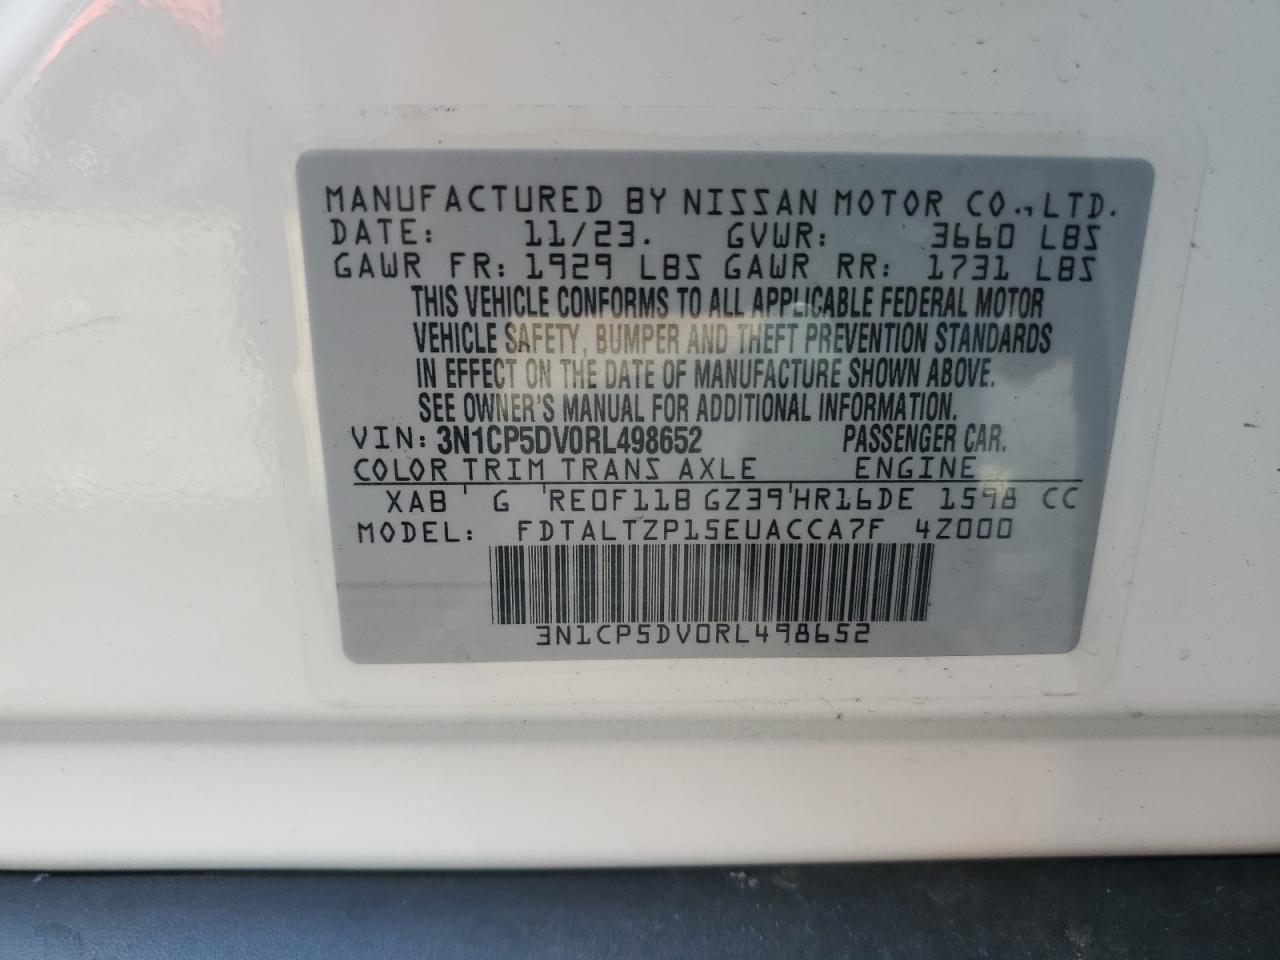 MANUFACTURED BY NISSAN MOTOR CO., LTD.
DATE: 11/23. GVWR: 3660 LBS
GAWR FR: 1929 LBS GAWR RR: 1731 LBS
THIS VEHICLE CONFORMS TO ALL APPLICABLE FEDERAL MOTOR
VEHICLE SAFETY, BUMPER AND THEFT PREVENTION STANDARDS
IN EFFECT ON THE DATE OF MANUFACTURE SHOWN ABOVE.
SEE OWNER'S MANUAL FOR ADDITIONAL INFORMATION.
VIN: 3N1CP5DV0RL498652 PASSENGER CAR.
COLOR TRIM TRANS AXLE ENGINE
XAB ' G ' RE0F11B GZ39 ' HR16DE 1598 CC
MODEL: FDTALTZP15EUACCA7F 4Z000
3N1CP5DV0RL498652